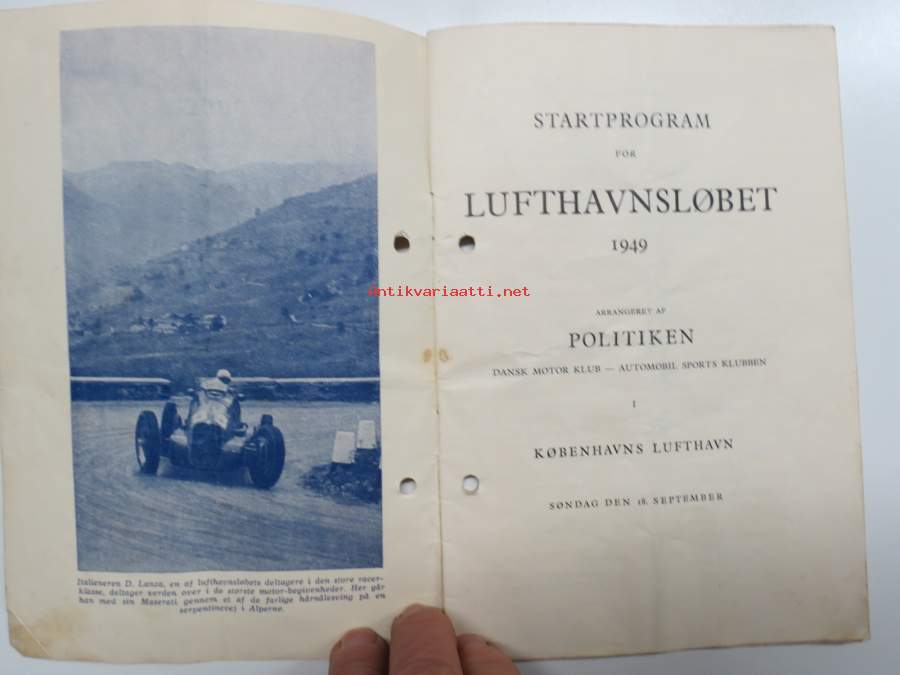 Italieneren D. Lanza, en af lufthavnsløbets deltagere i den store racer-
klasse, deltager verden over i de største motor-begivenheder. Her går
han med sin Maserati gennem et af de farlige hårnålesving på en
serpentinevej i Alperne.
STARTPROGRAM
FOR
LUFTHAVNSLØBET
1949
antikvariaatti.net
ARRANGERET AF
POLITIKEN
DANSK MOTOR KLUB — AUTOMOBIL SPORTS KLUBBEN
I
KØBENHAVNS LUFTHAVN
SØNDAG DEN 18. SEPTEMBER